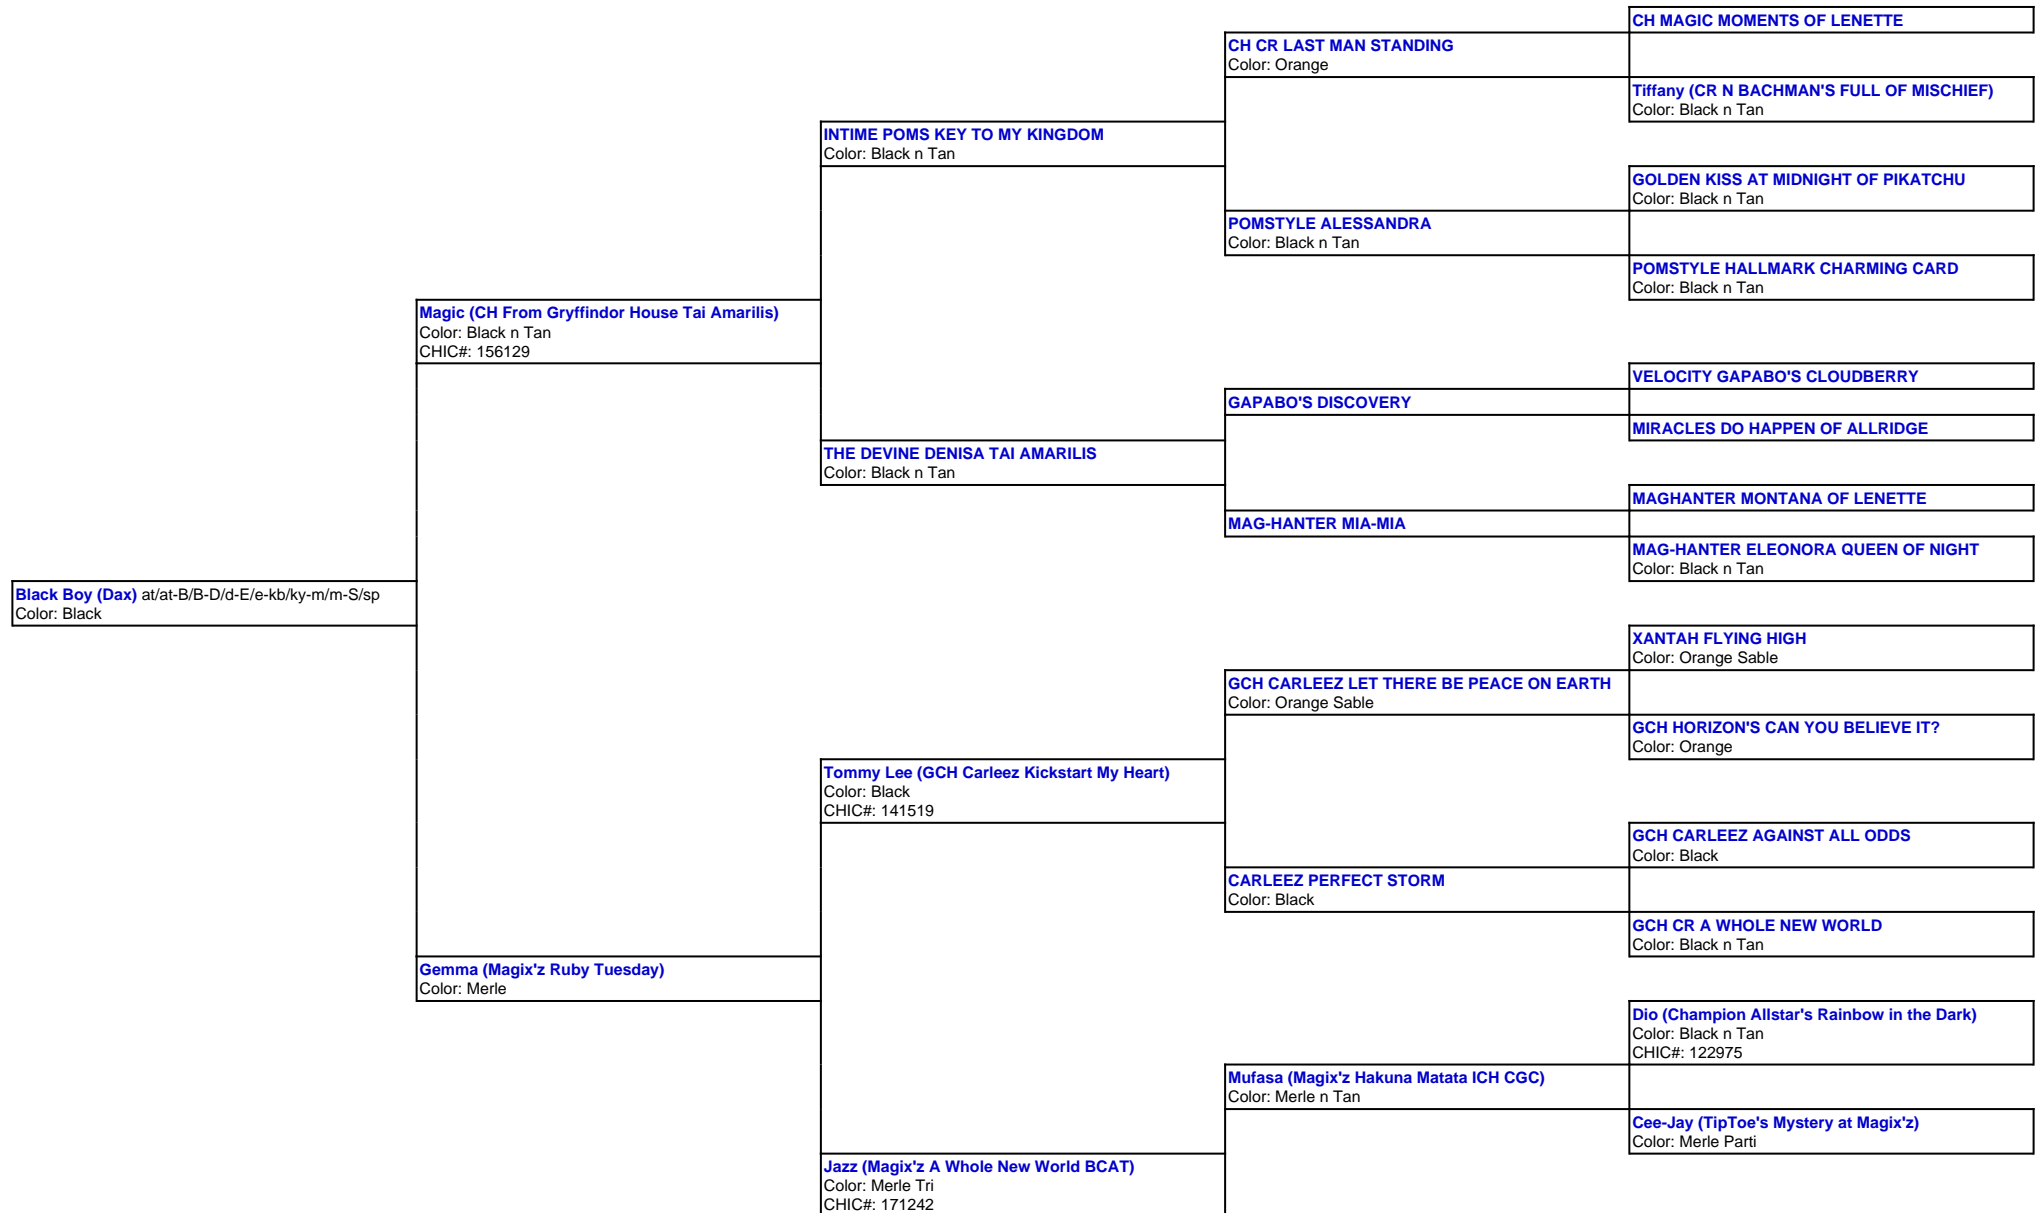 CH MAGIC MOMENTS OF LENETTE
CH CR LAST MAN STANDING
Color: Orange
Tiffany (CR N BACHMAN'S FULL OF MISCHIEF)
Color: Black n Tan
INTIME POMS KEY TO MY KINGDOM
Color: Black n Tan
GOLDEN KISS AT MIDNIGHT OF PIKATCHU
Color: Black n Tan
POMSTYLE ALESSANDRA
Color: Black n Tan
POMSTYLE HALLMARK CHARMING CARD
Color: Black n Tan
Magic (CH From Gryffindor House Tai Amarilis)
Color: Black n Tan
CHIC#: 156129
VELOCITY GAPABO'S CLOUDBERRY
GAPABO'S DISCOVERY
MIRACLES DO HAPPEN OF ALLRIDGE
THE DEVINE DENISA TAI AMARILIS
Color: Black n Tan
MAGHANTER MONTANA OF LENETTE
MAG-HANTER MIA-MIA
MAG-HANTER ELEONORA QUEEN OF NIGHT
Color: Black n Tan
Black Boy (Dax) at/at-B/B-D/d-E/e-kb/ky-m/m-S/sp
Color: Black
XANTAH FLYING HIGH
Color: Orange Sable
GCH CARLEEZ LET THERE BE PEACE ON EARTH
Color: Orange Sable
GCH HORIZON'S CAN YOU BELIEVE IT?
Color: Orange
Tommy Lee (GCH Carleez Kickstart My Heart)
Color: Black
CHIC#: 141519
GCH CARLEEZ AGAINST ALL ODDS
Color: Black
CARLEEZ PERFECT STORM
Color: Black
GCH CR A WHOLE NEW WORLD
Color: Black n Tan
Gemma (Magix'z Ruby Tuesday)
Color: Merle
Dio (Champion Allstar's Rainbow in the Dark)
Color: Black n Tan
CHIC#: 122975
Mufasa (Magix'z Hakuna Matata ICH CGC)
Color: Merle n Tan
Cee-Jay (TipToe's Mystery at Magix'z)
Color: Merle Parti
Jazz (Magix'z A Whole New World BCAT)
Color: Merle Tri
CHIC#: 171242